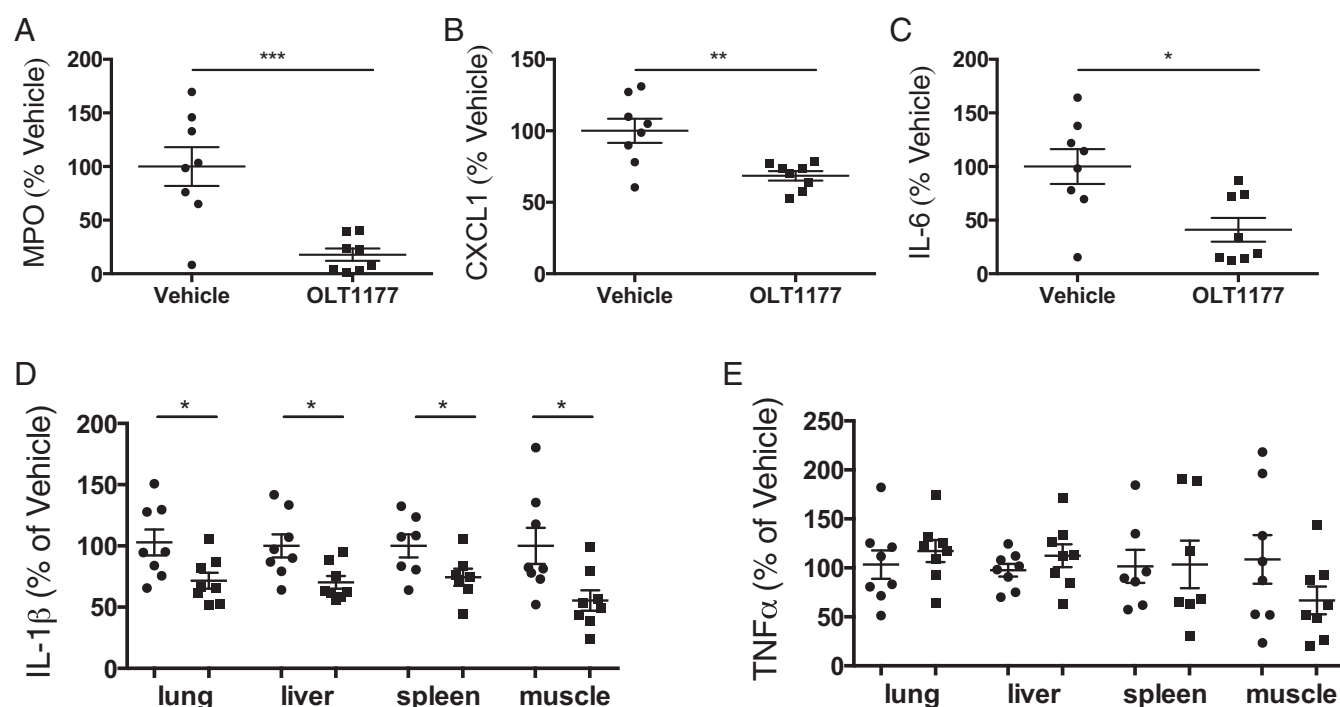 A
MPO (% Vehicle)
200
150
100
50
0
***
Vehicle OLT1177
B
CXCL1 (% Vehicle)
150
100
50
0
**
Vehicle OLT1177
C
IL-6 (% Vehicle)
200
150
100
50
0
*
Vehicle OLT1177
D
IL-1β (% of Vehicle)
200
150
100
50
0
* * * *
lung liver spleen muscle
E
TNFα (% of Vehicle)
250
200
150
100
50
0
lung liver spleen muscle